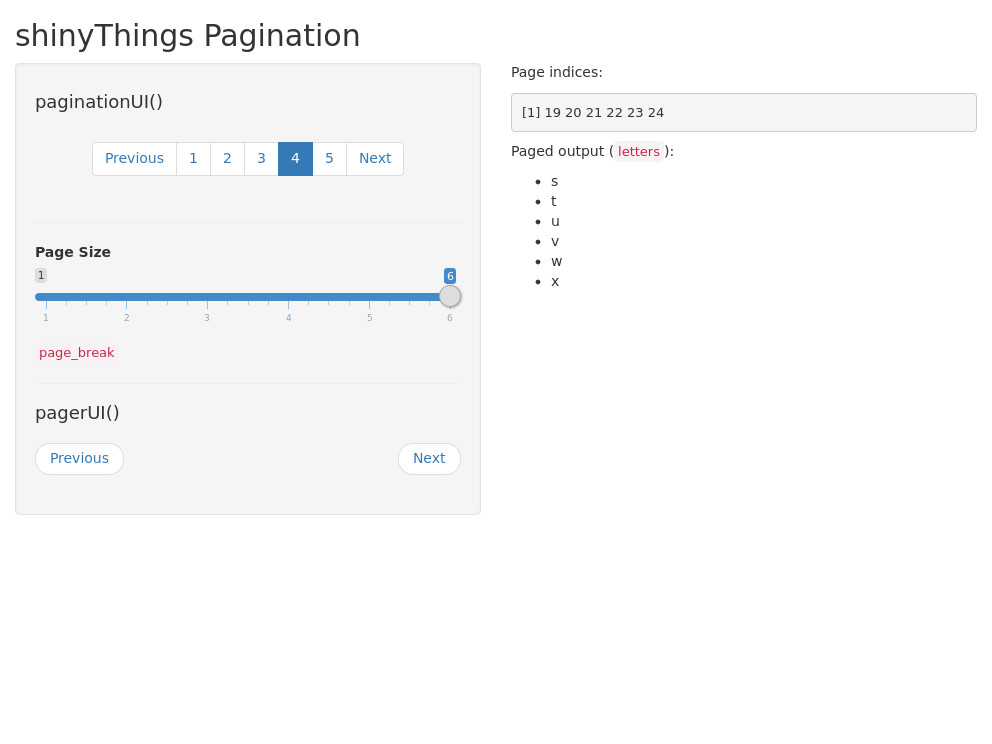 shinyThings Pagination
paginationUI()
Previous 1 2 3 4 5 Next
Page Size
1 6
1 2 3 4 5 6
page_break
pagerUI()
Previous Next
Page indices:
[1] 19 20 21 22 23 24
Paged output ( letters ):
s
t
u
v
w
x